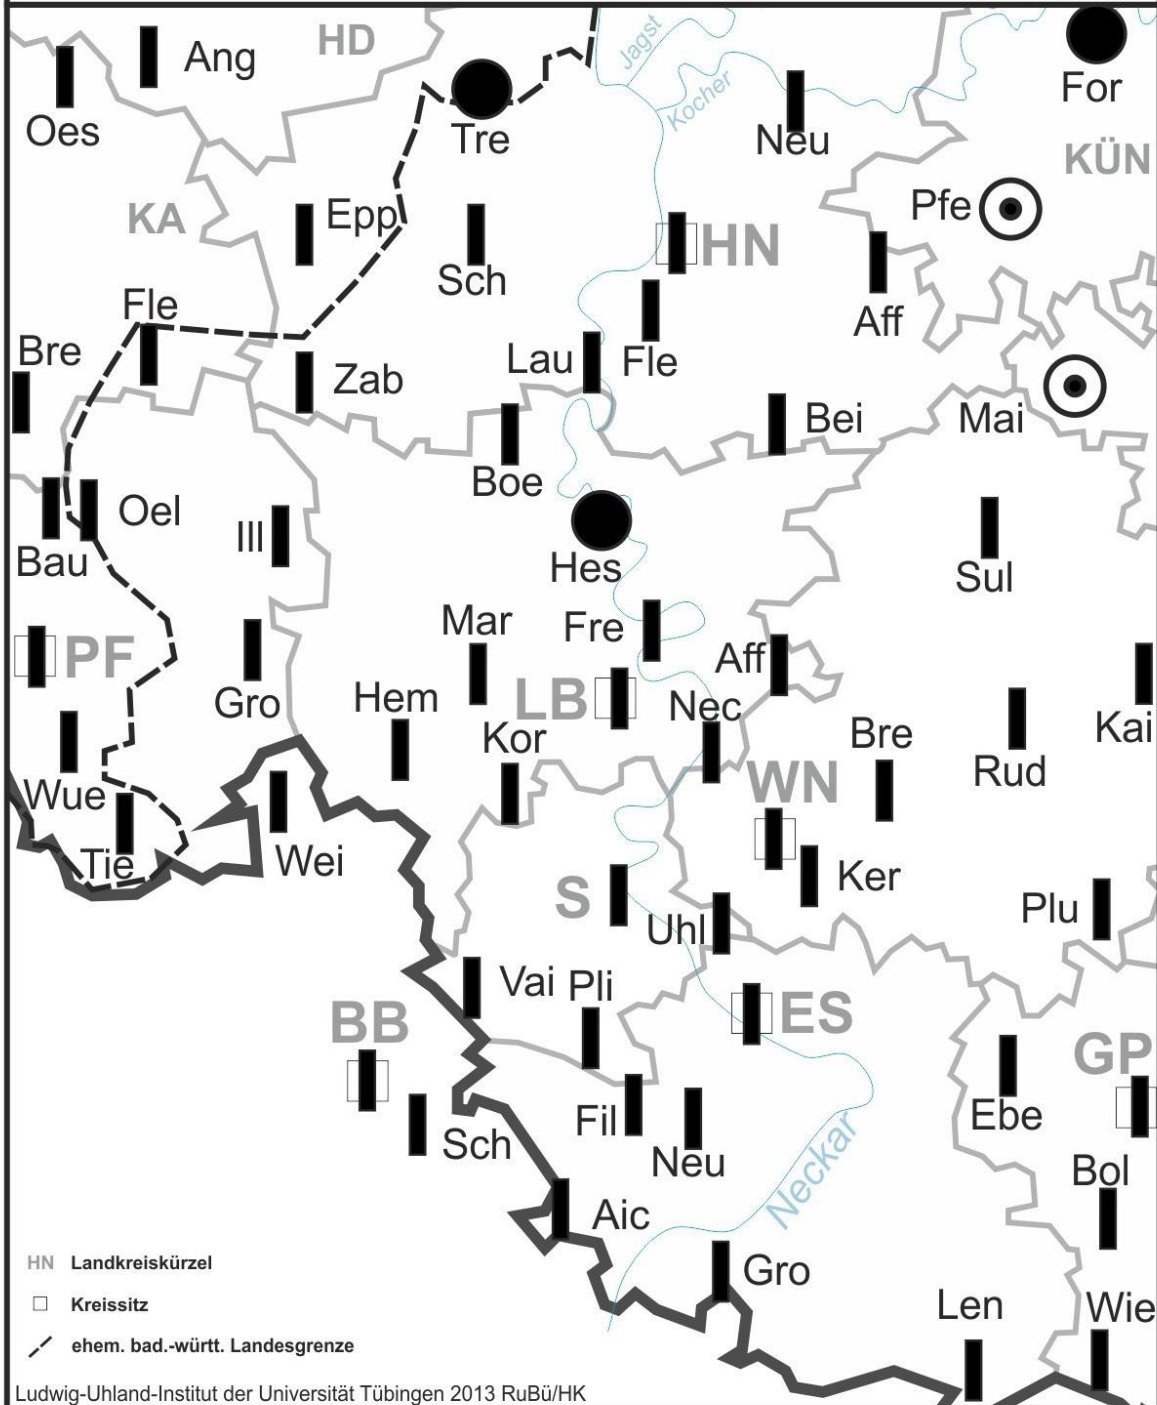 HD
Ang
Jagst
Oes
Tre
Kocher
Neu
For
KÜN
KA
Epp
Pfe
HN
Sch
Aff
Fle
Bre
Lau
Fle
Zab
Bei
Mai
Boe
Oel
Ill
Bau
Hes
Sul
Mar
Fre
PF
Aff
Gro
Hem
LB
Nec
Kor
Bre
Kai
Rud
WN
Wue
Tie
Wei
Ker
S
Uhl
Plu
Vai
Pli
BB
ES
GP
Sch
Fil
Neu
Ebe
Neckar
Bol
Aic
Gro
Len
Wie
HN Landkreiskürzel
Kreissitz
ehem. bad.-württ. Landesgrenze
Ludwig-Uhland-Institut der Universität Tübingen 2013 RuBü/HK